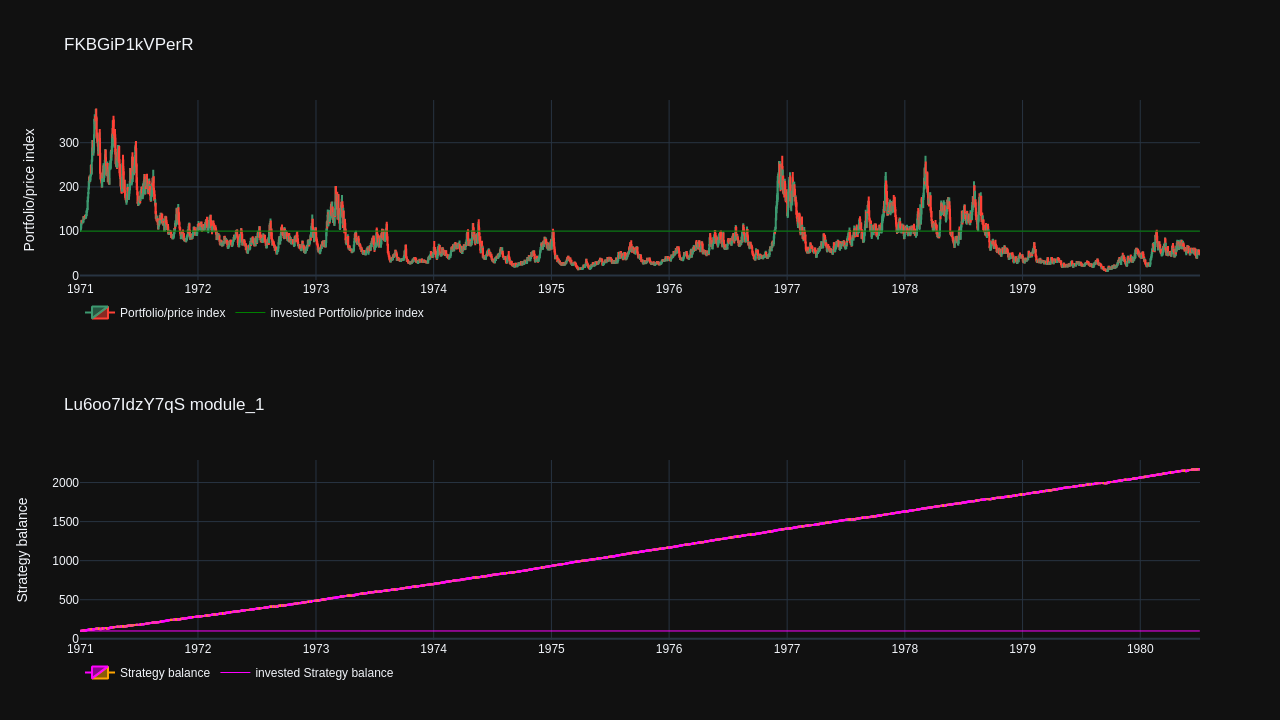 FKBGiP1kVPerR
Portfolio/price index
300
200
100
0
1971 1972 1973 1974 1975 1976 1977 1978 1979 1980
Portfolio/price index invested Portfolio/price index
Lu6oo7IdzY7qS module_1
Strategy balance
2000
1500
1000
500
0
1971 1972 1973 1974 1975 1976 1977 1978 1979 1980
Strategy balance invested Strategy balance